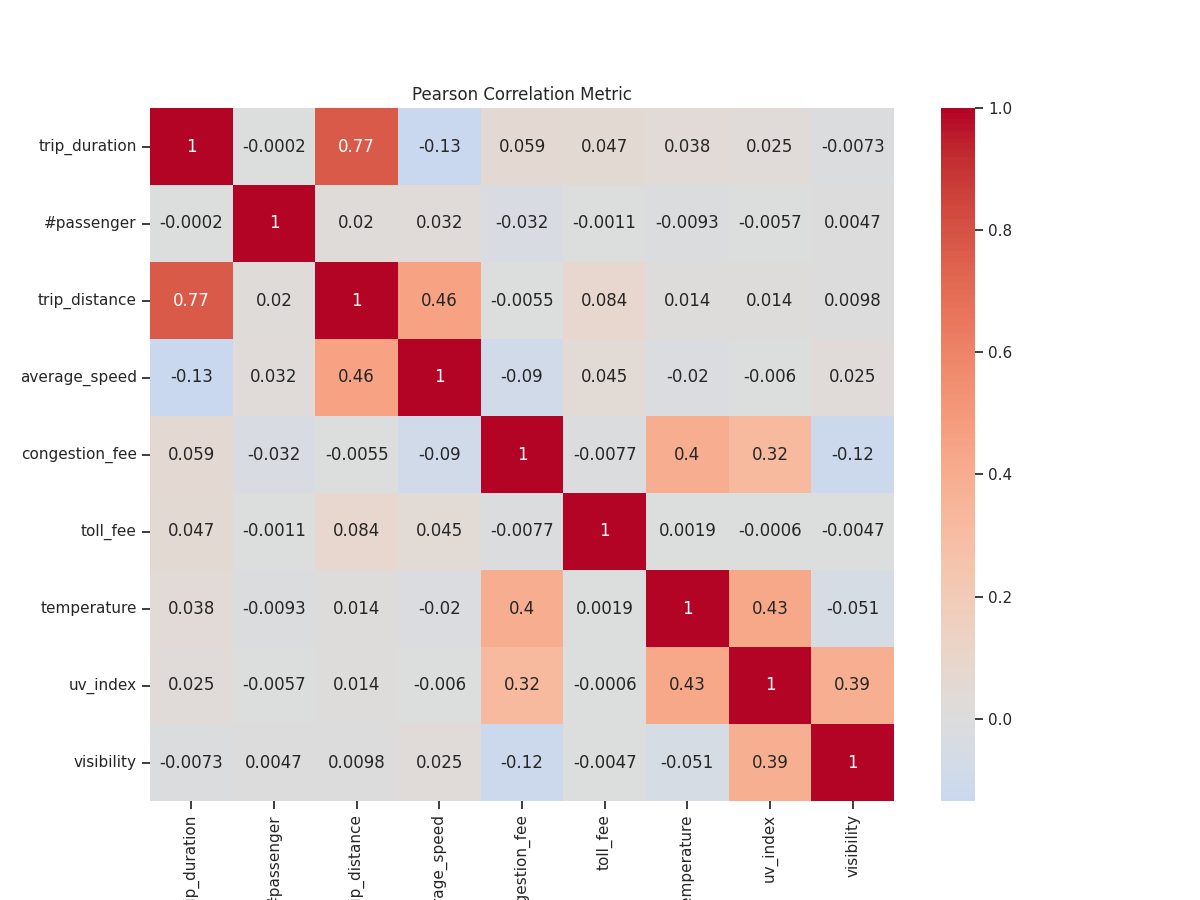 Pearson Correlation Metric
trip_duration 1 -0.0002 0.77 -0.13 0.059 0.047 0.038 0.025 -0.0073
#passenger -0.0002 1 0.02 0.032 -0.032 -0.0011 -0.0093 -0.0057 0.0047
trip_distance 0.77 0.02 1 0.46 -0.0055 0.084 0.014 0.014 0.0098
average_speed -0.13 0.032 0.46 1 -0.09 0.045 -0.02 -0.006 0.025
congestion_fee 0.059 -0.032 -0.0055 -0.09 1 -0.0077 0.4 0.32 -0.12
toll_fee 0.047 -0.0011 0.084 0.045 -0.0077 1 0.0019 -0.0006 -0.0047
temperature 0.038 -0.0093 0.014 -0.02 0.4 0.0019 1 0.43 -0.051
uv_index 0.025 -0.0057 0.014 -0.006 0.32 -0.0006 0.43 1 0.39
visibility -0.0073 0.0047 0.0098 0.025 -0.12 -0.0047 -0.051 0.39 1
ip_duration
#passenger
ip_distance
rage_speed
gestion_fee
toll_fee
emperature
uv_index
visibility
1.0
0.8
0.6
0.4
0.2
0.0